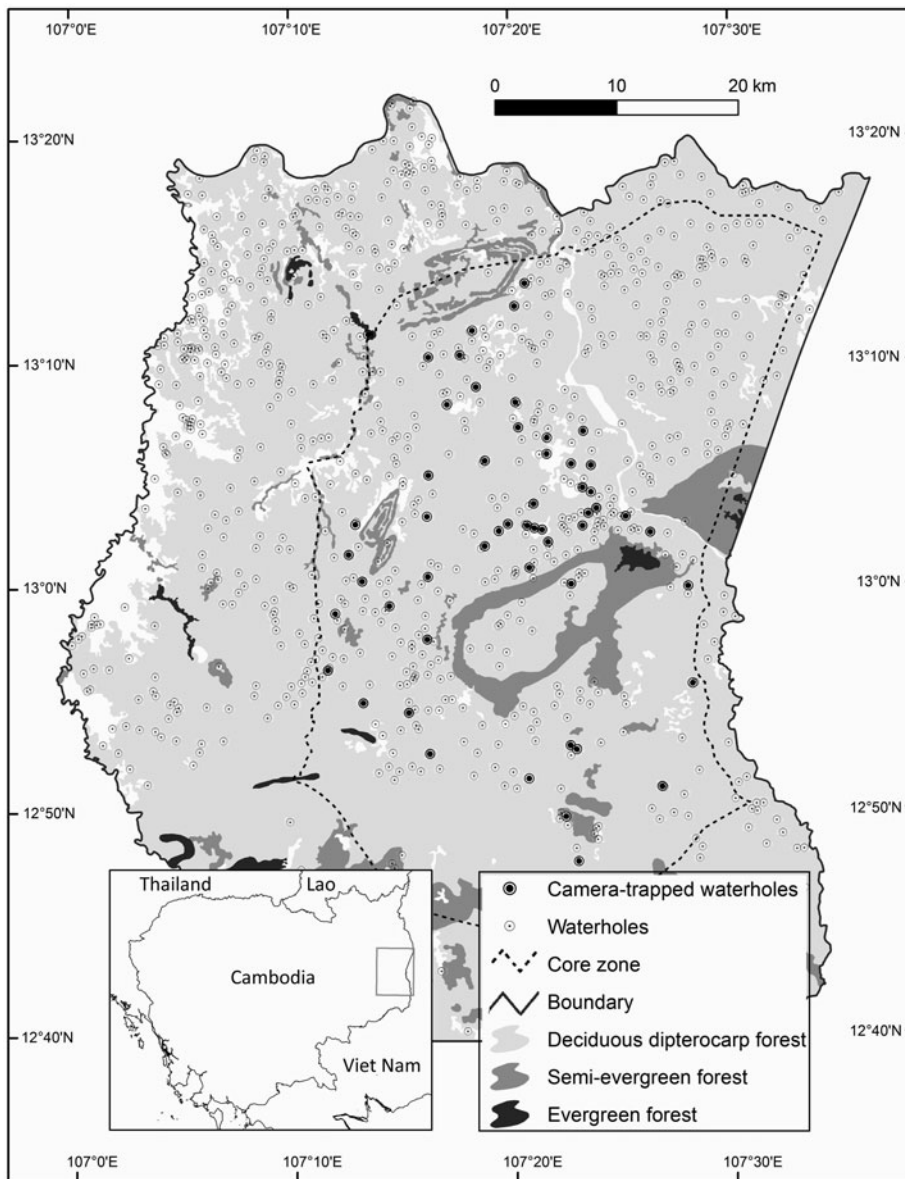 107°0'E 107°10'E 107°20'E 107°30'E
0 10 20 km
13°20'N 13°20'N
13°10'N 13°10'N
13°0'N 13°0'N
12°50'N 12°50'N
Thailand Lao
Cambodia
Viet Nam
Camera-trapped waterholes
Waterholes
Core zone
Boundary
Deciduous dipterocarp forest
Semi-evergreen forest
Evergreen forest
12°40'N 12°40'N
107°0'E 107°10'E 107°20'E 107°30'E